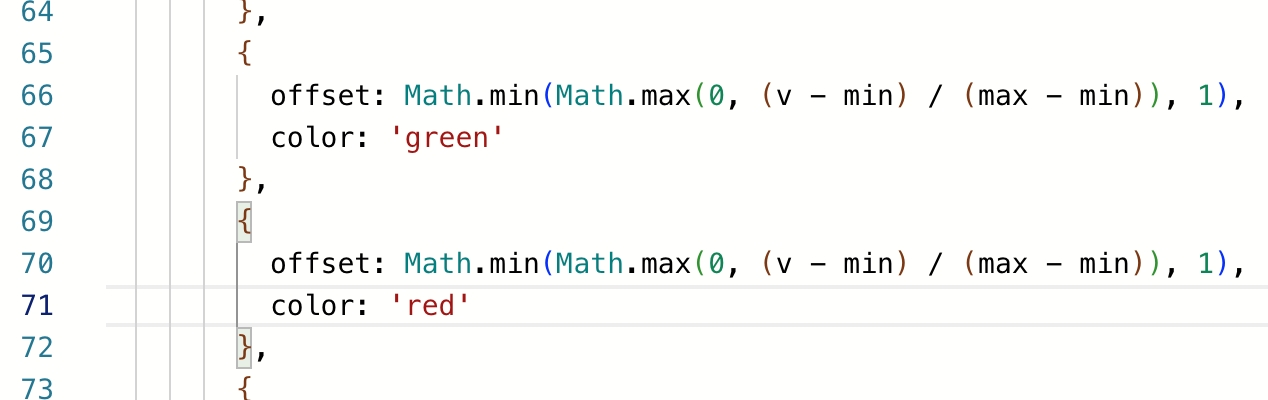 64 },
65 {
66 offset: Math.min(Math.max(0, (v − min) / (max − min)), 1),
67 color: 'green'
68 },
69 {
70 offset: Math.min(Math.max(0, (v − min) / (max − min)), 1),
71 color: 'red'
72 },
73 {